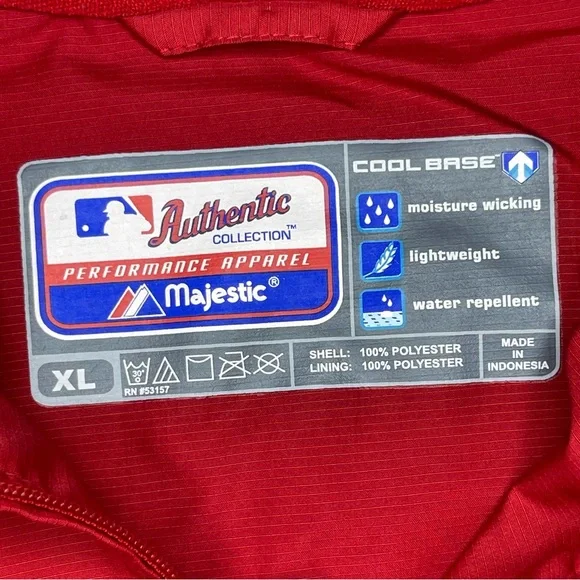 Authentic
COLLECTION™
PERFORMANCE APPAREL
Majestic®
COOL BASE™
moisture wicking
lightweight
water repellent
XL
30°
RN #53157
SHELL: 100% POLYESTER
LINING: 100% POLYESTER
MADE
IN
INDONESIA